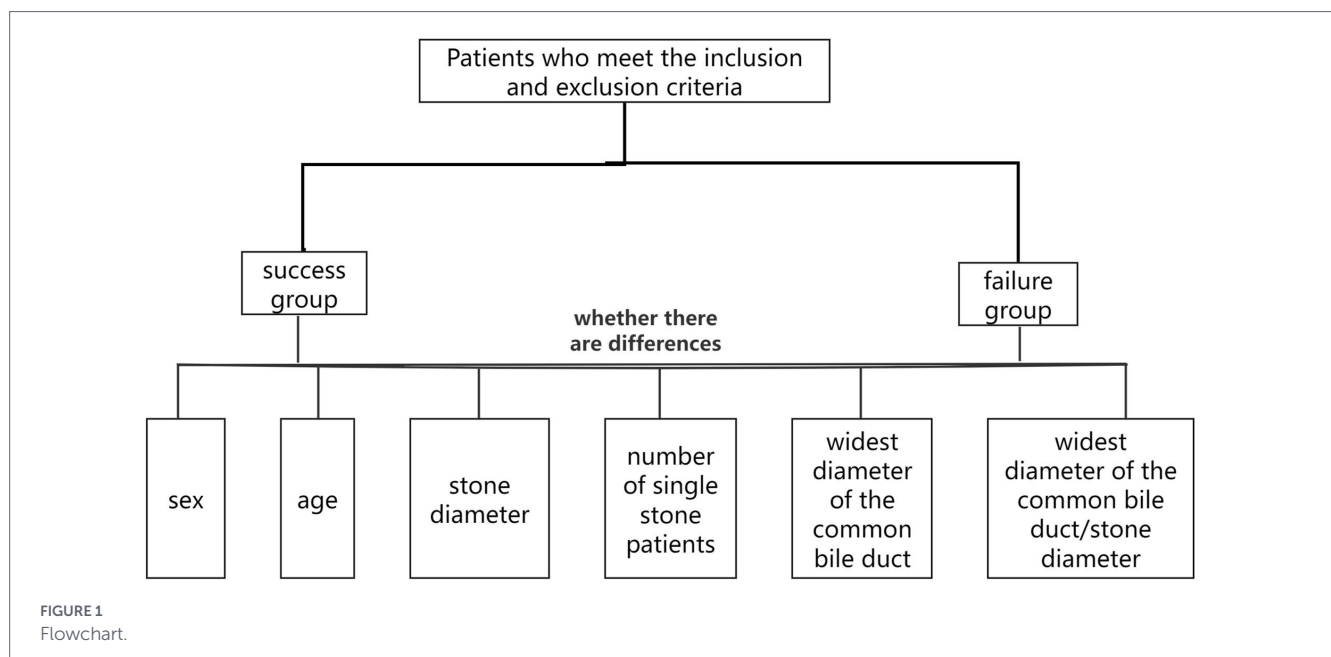 Patients who meet the inclusion
and exclusion criteria
success
group
failure
group
whether there
are differences
sex
age
stone
diameter
number
of single
stone
patients
widest
diameter
of the
common
bile duct
widest
diameter of the
common bile
duct/stone
diameter
FIGURE 1
Flowchart.